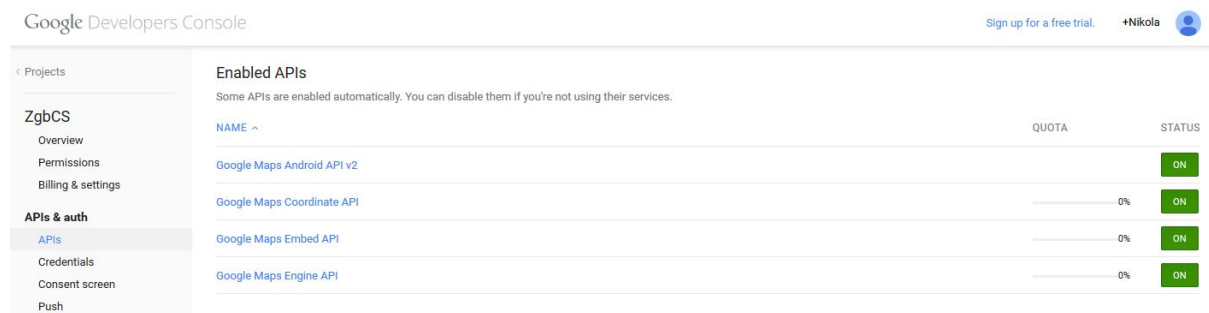 Google Developers Console
Sign up for a free trial. +Nikola
< Projects
ZgbCS
Overview
Permissions
Billing & settings
APIs & auth
APIs
Credentials
Consent screen
Push
Enabled APIs
Some APIs are enabled automatically. You can disable them if you're not using their services.
NAME QUOTA STATUS
Google Maps Android API v2 ON
Google Maps Coordinate API 0% ON
Google Maps Embed API 0% ON
Google Maps Engine API 0% ON